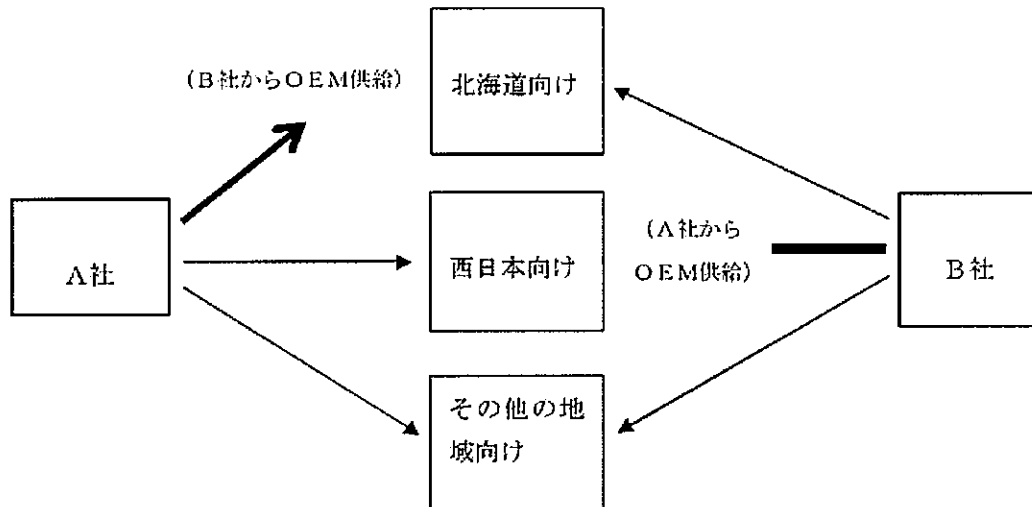 (B社からOEM供給)
北海道向け
A社
西日本向け
(A社から
OEM供給)
B社
その他の地
域向け